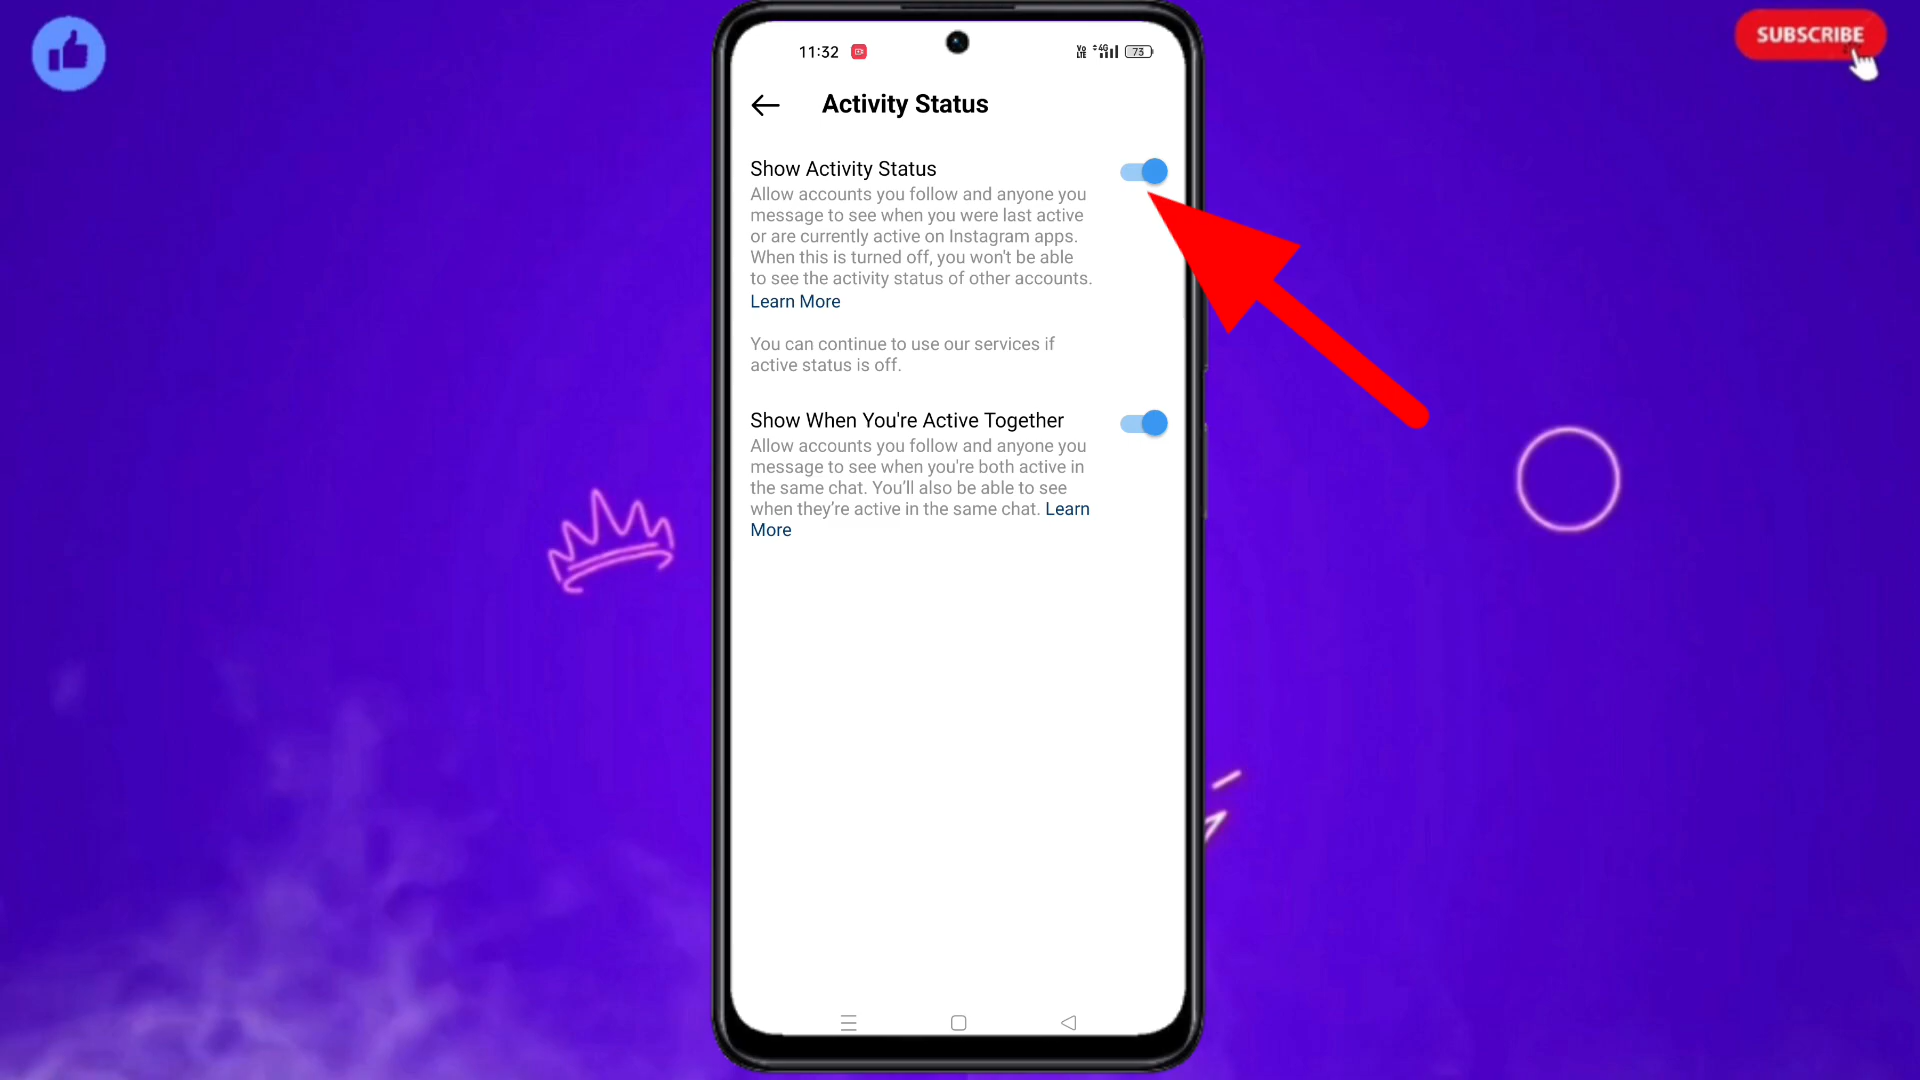 SUBSCRIBE
11:32
Vo LTE 4G 73
Activity Status
Show Activity Status
Allow accounts you follow and anyone you
message to see when you were last active
or are currently active on Instagram apps.
When this is turned off, you won't be able
to see the activity status of other accounts.
Learn More
You can continue to use our services if
active status is off.
Show When You're Active Together
Allow accounts you follow and anyone you
message to see when you're both active in
the same chat. You’ll also be able to see
when they’re active in the same chat. Learn
More